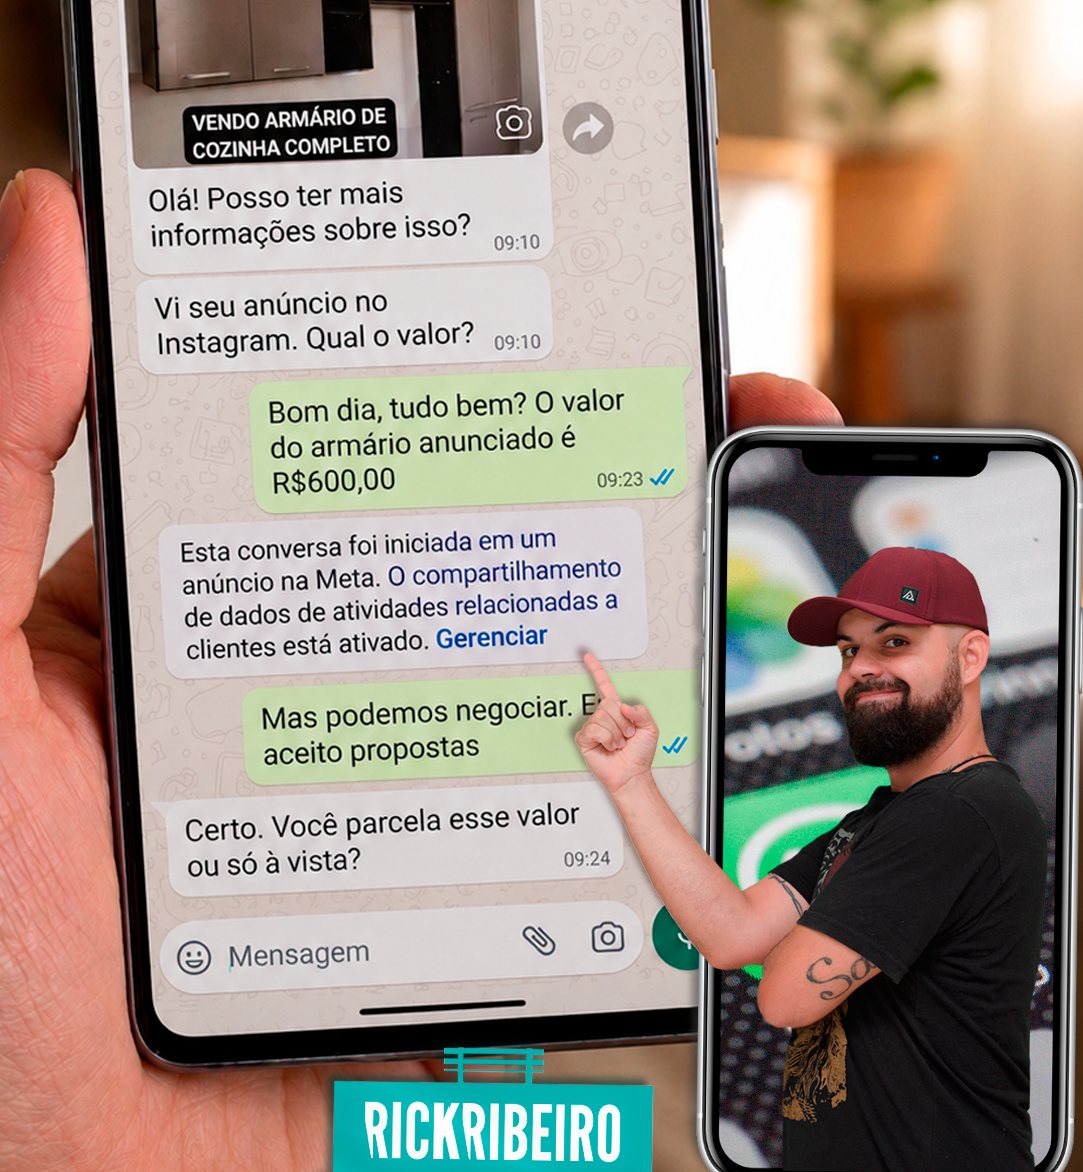 VENDO ARMÁRIO DE
COZINHA COMPLETO
Olá! Posso ter mais
informações sobre isso?
09:10
Vi seu anúncio no
Instagram. Qual o valor?
09:10
Bom dia, tudo bem? O valor
do armário anunciado é
R$600,00
09:23
Esta conversa foi iniciada em um
anúncio na Meta. O compartilhamento
de dados de atividades relacionadas a
clientes está ativado. Gerenciar
Mas podemos negociar.
aceito propostas
Certo. Você parcela esse valor
ou só à vista?
09:24
Mensagem
RICKRIBEIRO